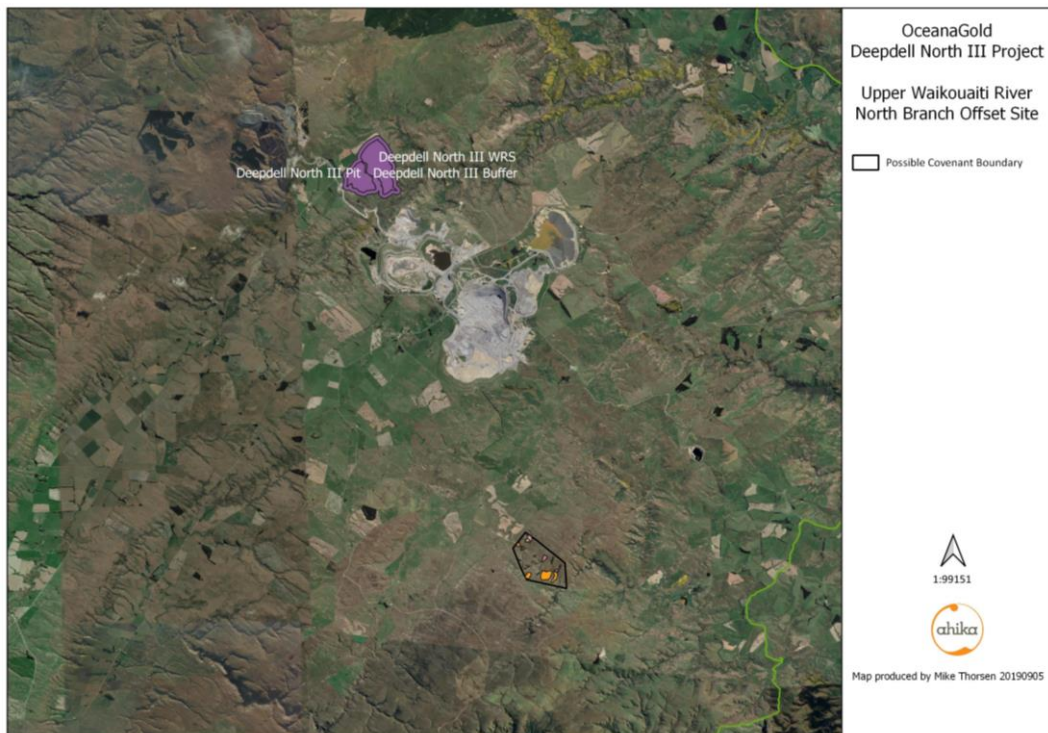 OceanaGold
Deepdell North III Project
Upper Waikouaiti River
North Branch Offset Site
Possible Covenant Boundary
Deepdell North III WRS
Deepdell North III Pit
Deepdell North III Buffer
1:99151
ahika
Map produced by Mike Thorsen 20190905